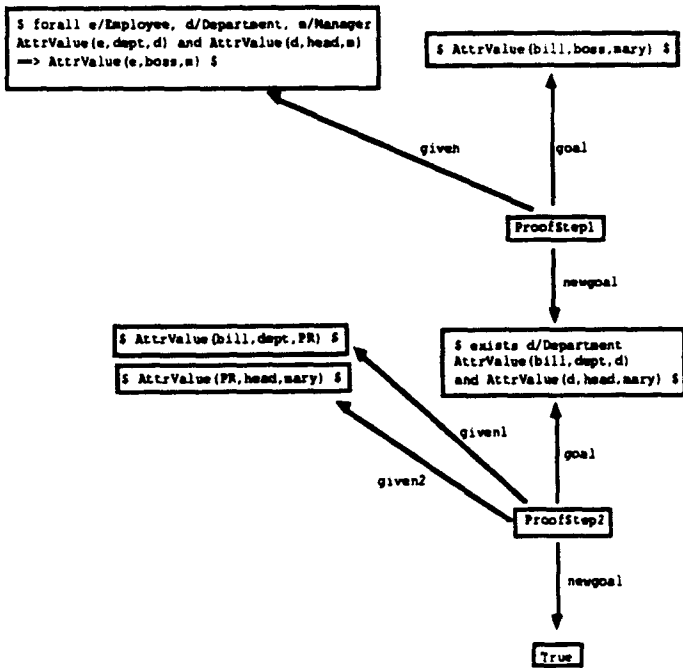 $ forall e/Employee, d/Department, m/Manager
AttrValue(e,dept,d) and AttrValue(d,head,m)
==> AttrValue(e,boss,m) $
$ AttrValue(bill,boss,mary) $
given
goal
ProofStep1
newgoal
$ AttrValue(bill,dept,PR) $
$ AttrValue(PR,head,mary) $
$ exists d/Department
AttrValue(bill,dept,d)
and AttrValue(d,head,mary) $
given1
goal
given2
ProofStep2
newgoal
True